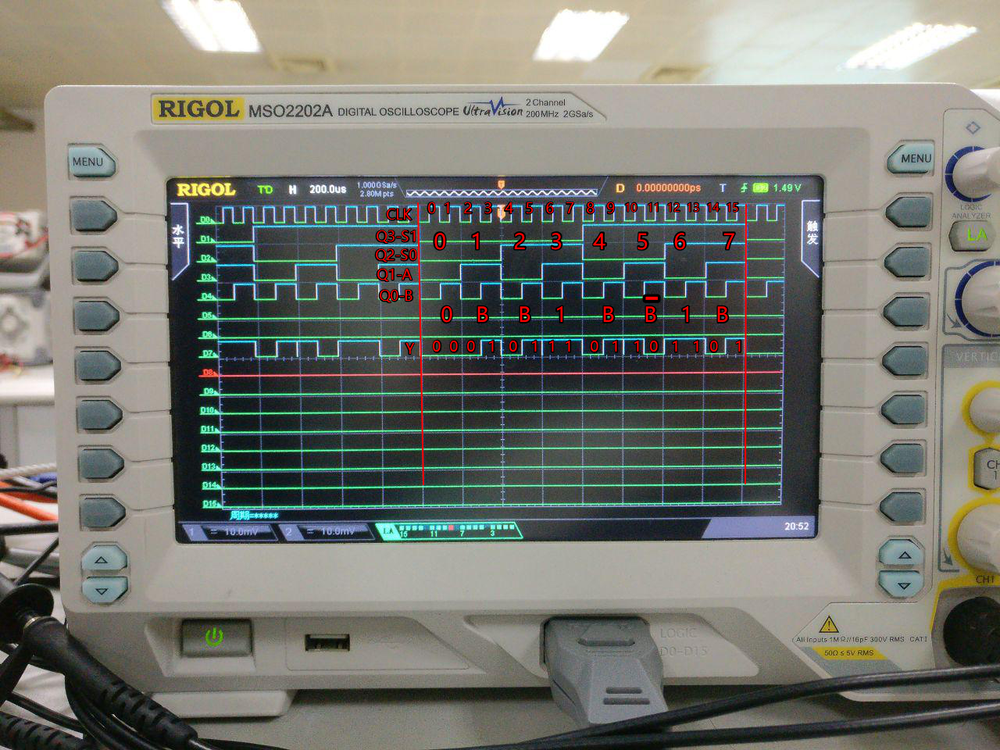 RIGOL MSO2202A DIGITAL OSCILLOSCOPE UltraVision 2 Channel
200MHz 2GSa/s
MENU
MENU
RIGOL T'D H 200.0us 1.000GSa/s
2.80M pts
D 0.00000000ps T 1.49 V
水平
触发
LOGIC
ANALYZER
LA
D0 CLK 0 1 2 3 4 5 6 7 8 9 10 11 12 13 14 15
D1 Q3-S1 0 1 2 3 4 5 6 7
D2 Q2-S0
D3 Q1-A
D4 Q0-B
D5 0 B B 1 B B 1 B
D6
D7 Y 0 0 0 1 0 1 1 1 0 1 1 0 1 1 0 1
D8
D9
D10
D11
D12
D13
D14
D15
周期=*****
1 = 10.0mV 2 = 10.0mV LA 15 11 7 3 20:52
VERTICA
CH
1
CH1
LOGIC
D0-D15
All Inputs 1MΩ//16pF 300V RMS CAT I
50Ω ≤ 5V RMS